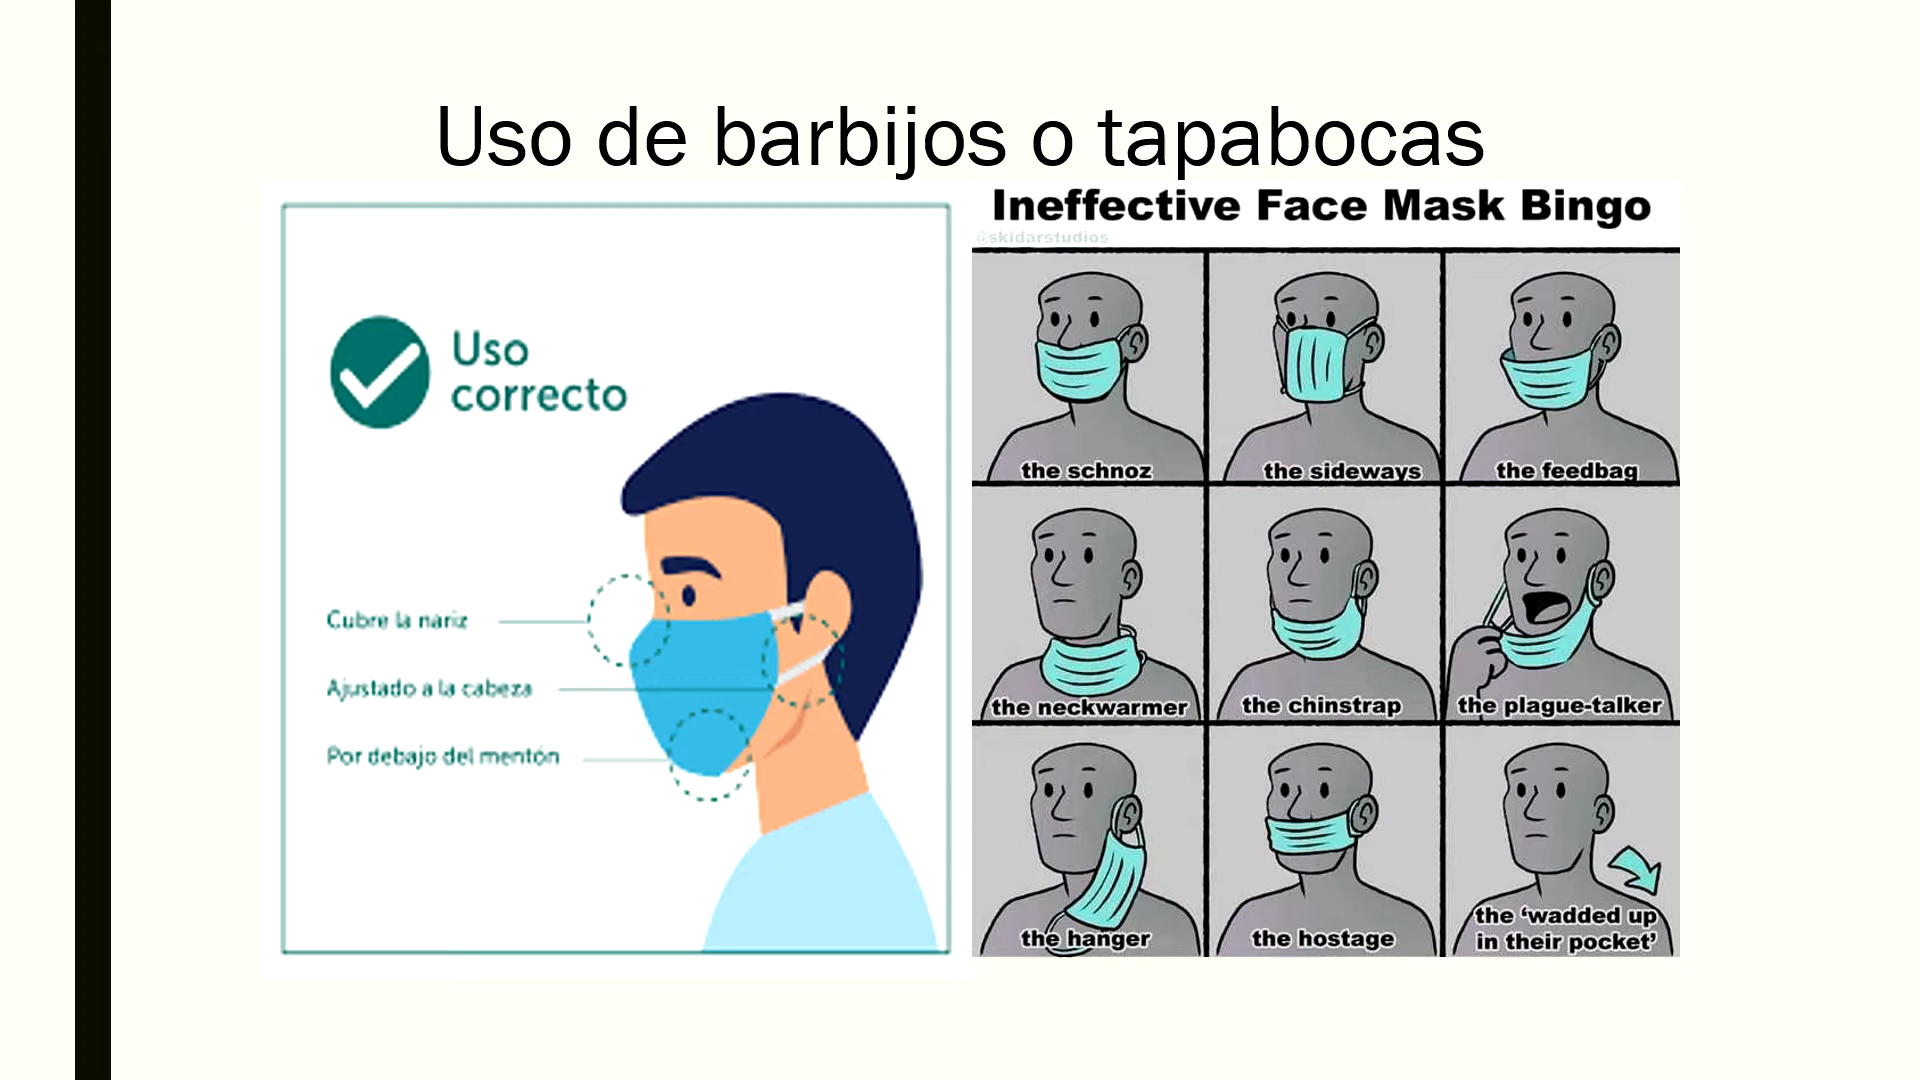 Uso de barbijos o tapabocas
Uso
correcto
Cubre la nariz
Ajustado a la cabeza
Por debajo del mentón
Ineffective Face Mask Bingo
@skidarstudios
the schnoz
the sideways
the feedbag
the neckwarmer
the chinstrap
the plague-talker
the hanger
the hostage
the ‘wadded up
in their pocket’